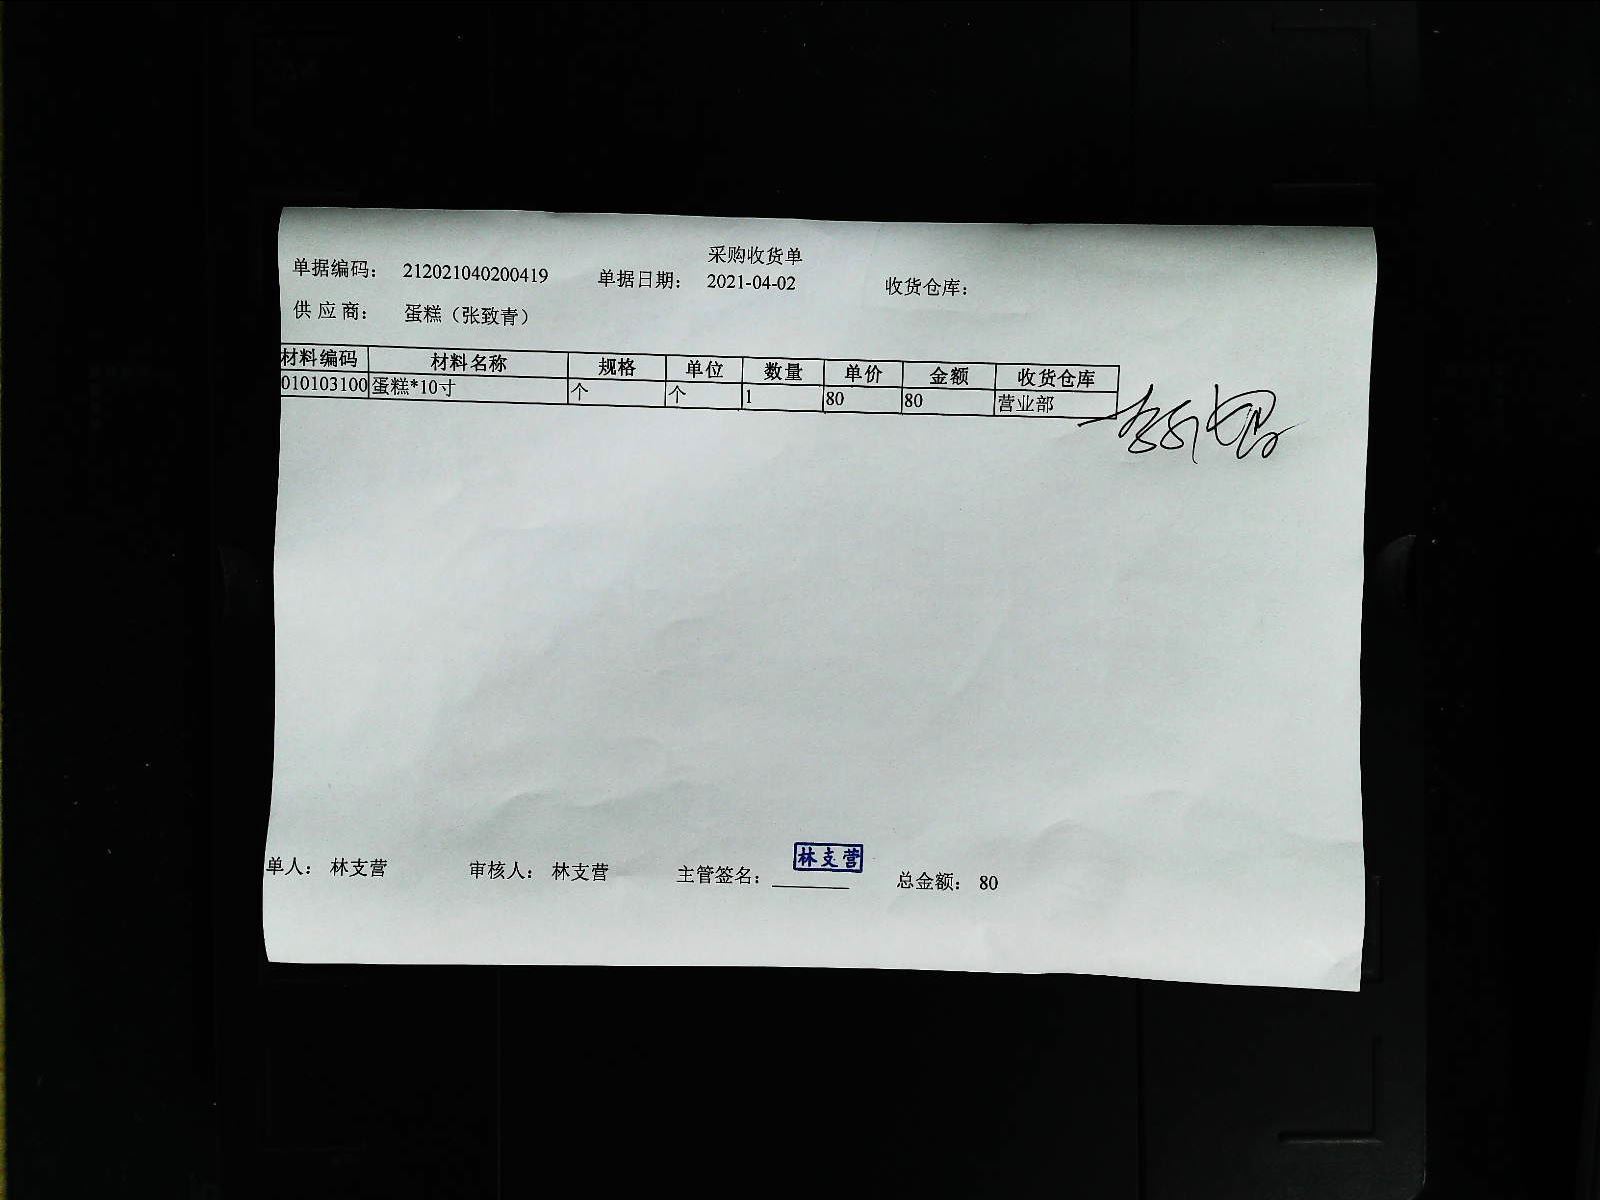 采购收货单
单据编码： 212021040200419 单据日期： 2021-04-02 收货仓库：
供 应 商： 蛋糕（张致青）
材料编码 材料名称 规格 单位 数量 单价 金额 收货仓库
010103100 蛋糕*10寸 个 个 1 80 80 营业部
单人： 林支营 审核人： 林支营 主管签名： 林支营 总金额： 80